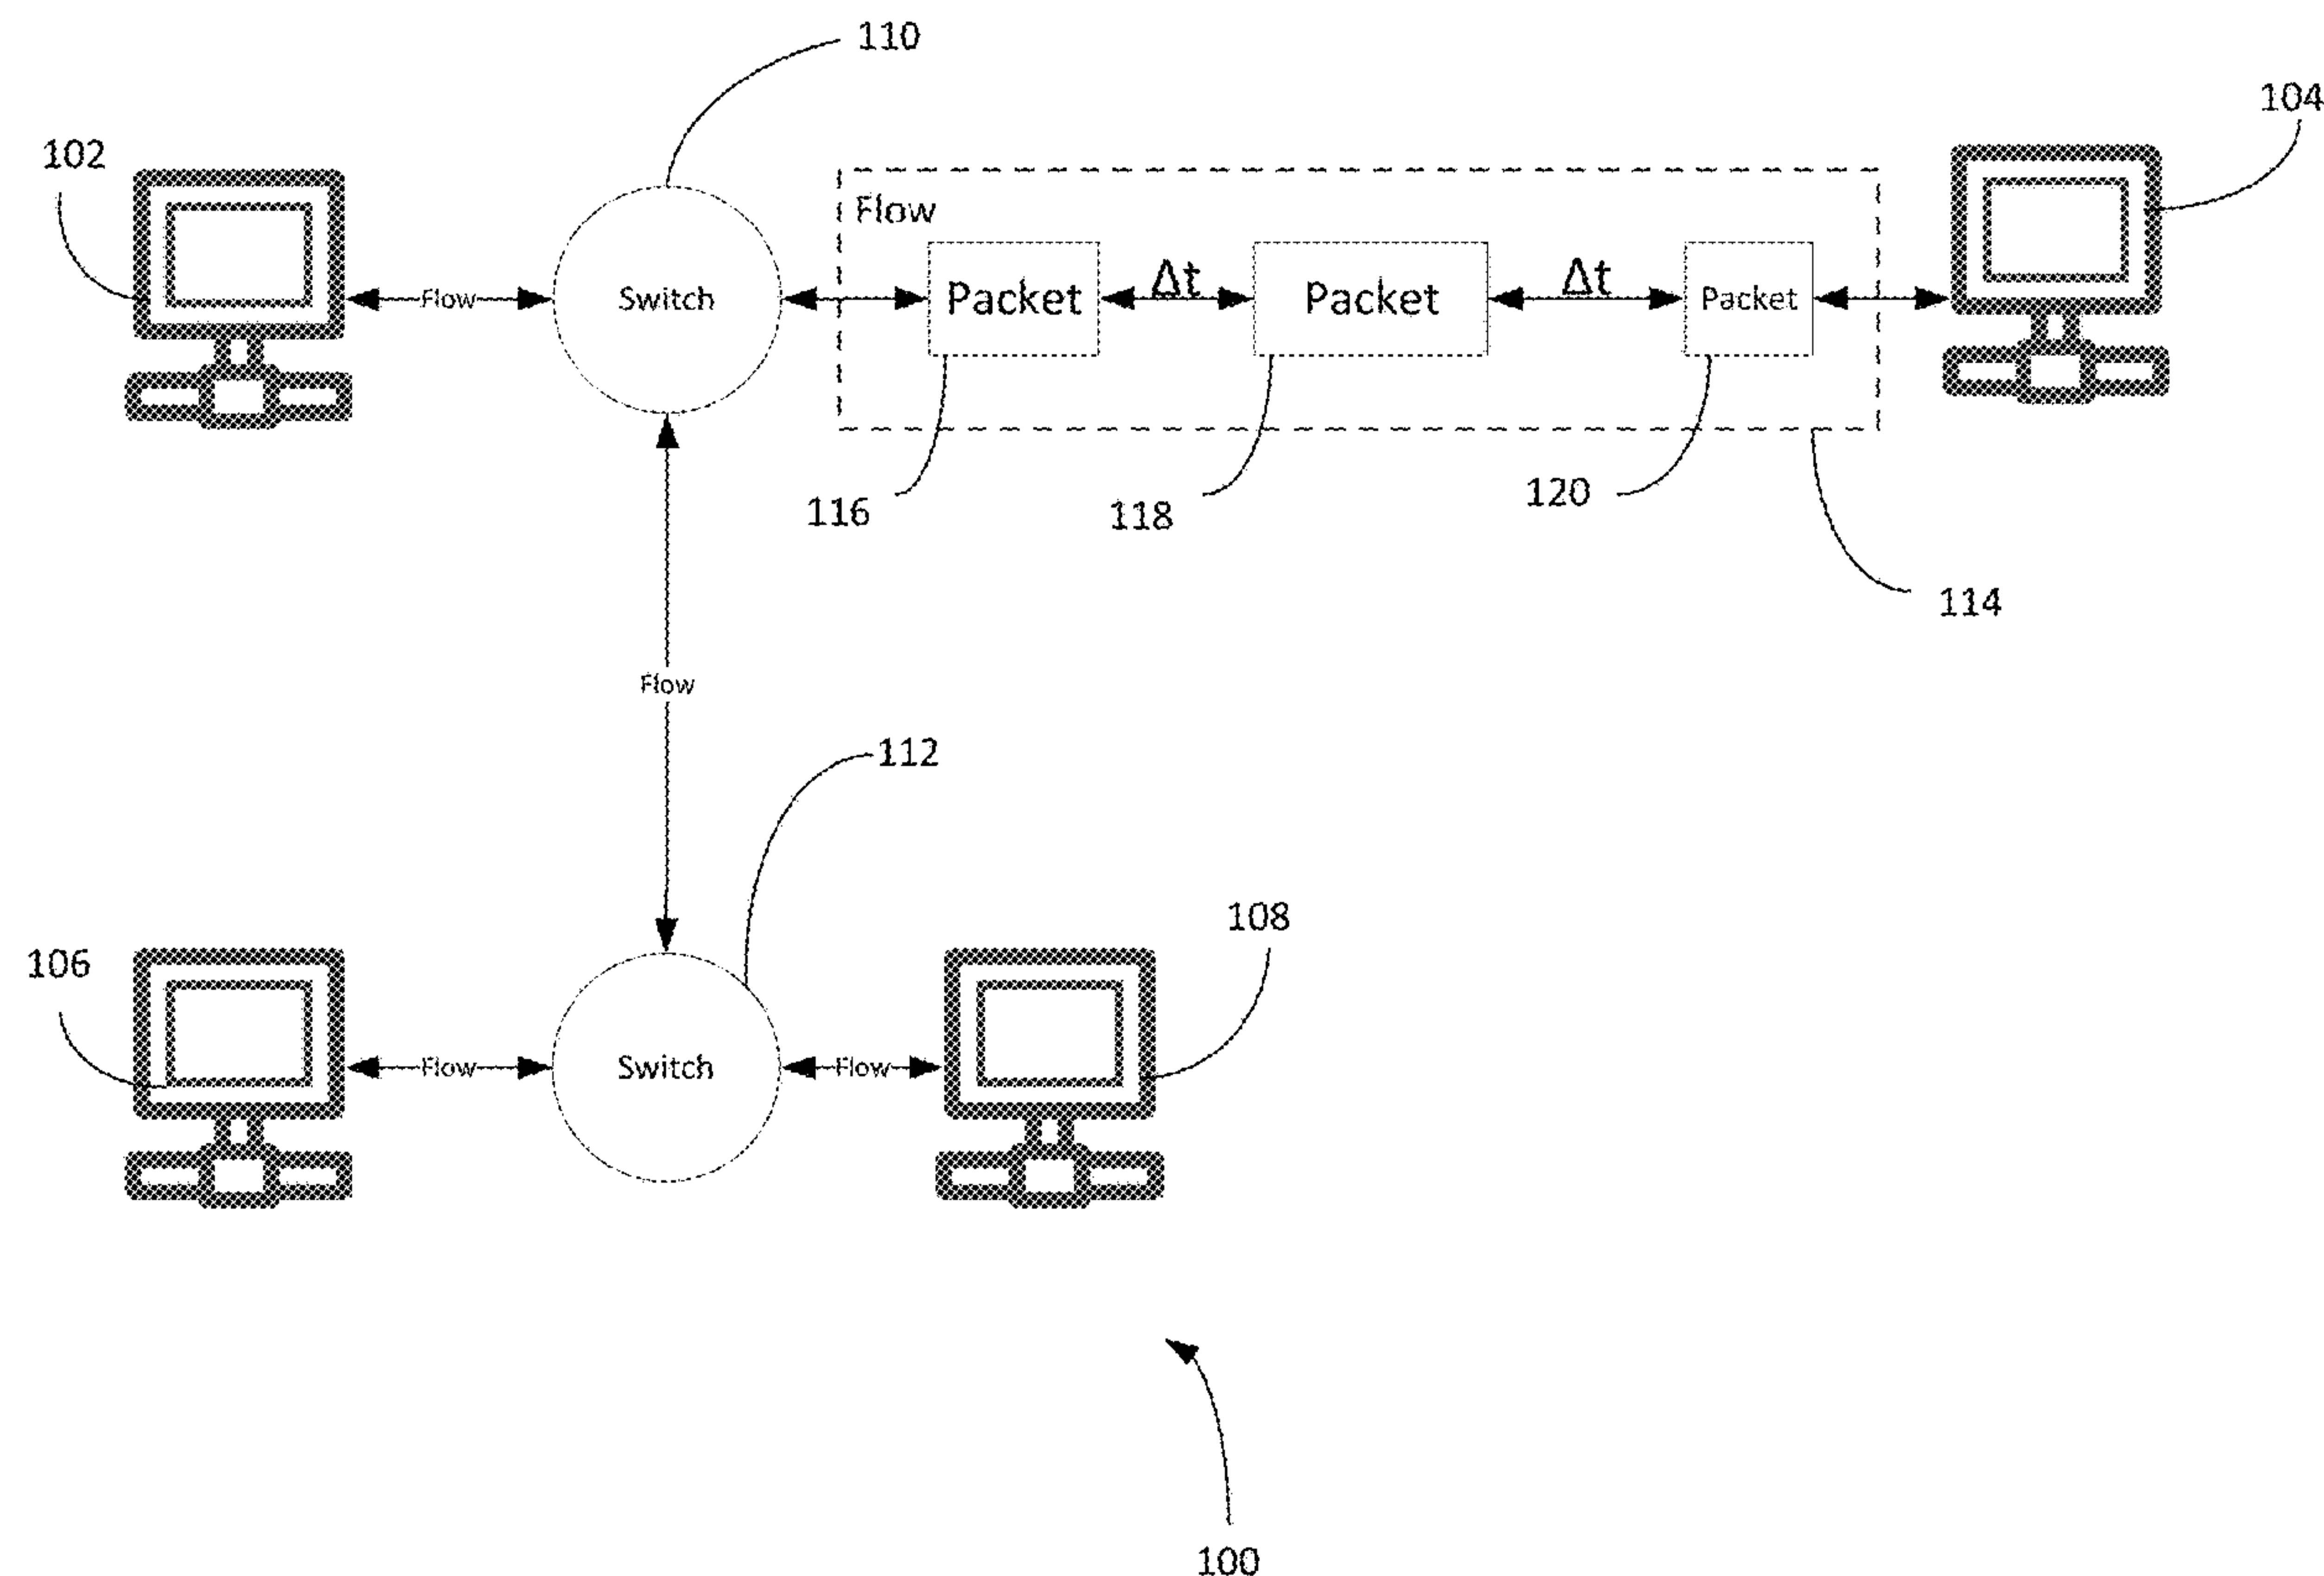 110
104
102
Flow
Flow
Switch
Packet
Δt
Packet
Δt
Packet
116
118
120
114
Flow
112
108
106
Flow
Switch
Flow
100